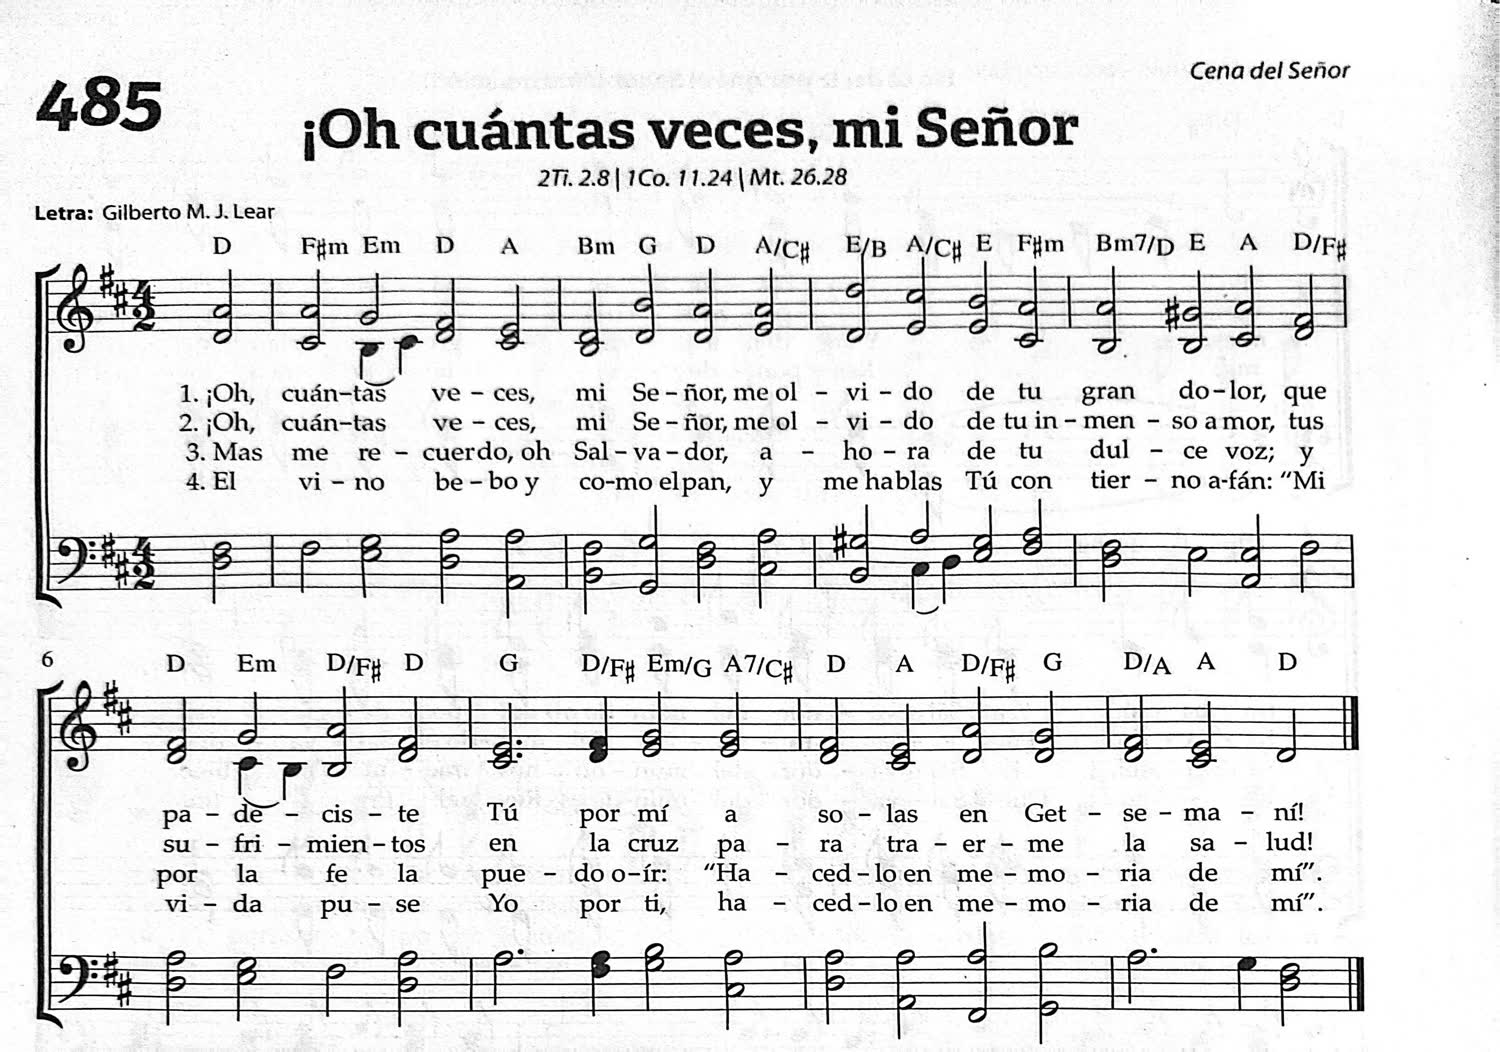 Cena del Señor
485
¡Oh cuántas veces, mi Señor
2Ti. 2.8 | 1Co. 11.24 | Mt. 26.28
Letra: Gilberto M. J. Lear
D F#m Em D A Bm G D A/C# E/B A/C# E F#m Bm7/D E A D/F#
4 2
1. ¡Oh, cuán-tas ve - ces, mi Se-ñor, me ol - vi - do de tu gran do-lor, que
2. ¡Oh, cuán-tas ve - ces, mi Se-ñor, me ol - vi - do de tu in-men - so a mor, tus
3. Mas me re - cuerdo, oh Sal-va-dor, a - ho - ra de tu dul - ce voz; y
4. El vi - no be-bo y co-mo el pan, y me hablas Tú con tier - no a-fán: “Mi
4 2
6
D Em D/F# D G D/F# Em/G A7/C# D A D/F# G D/A A D
pa - de - cis - te Tú por mí a so - las en Get - se - ma - ní!
su - fri - mien-tos en la cruz pa - ra tra - er - me la sa - lud!
por la fe la pue - do o-ír: “Ha - ced-lo en me - mo - ria de mí”.
vi - da pu - se Yo por ti, ha - ced-lo en me - mo - ria de mí”.